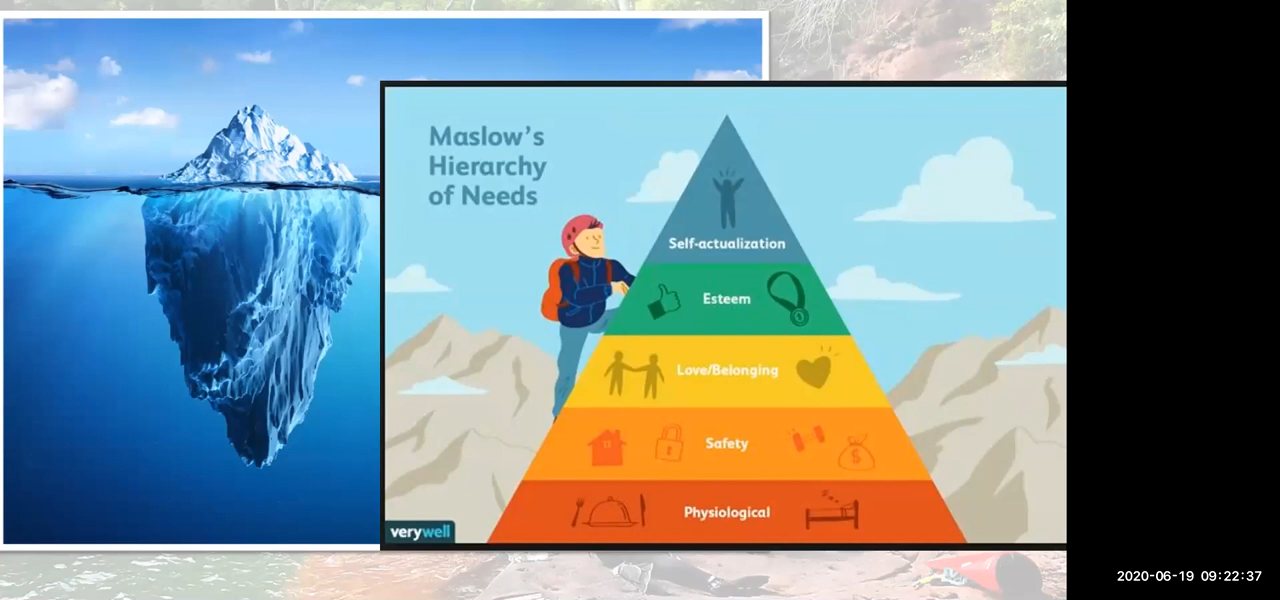 Maslow's
Hierarchy
of Needs
Self-actualization
Esteem
Love/Belonging
Safety
$
Physiological
verywell
2020-06-19 09:22:37